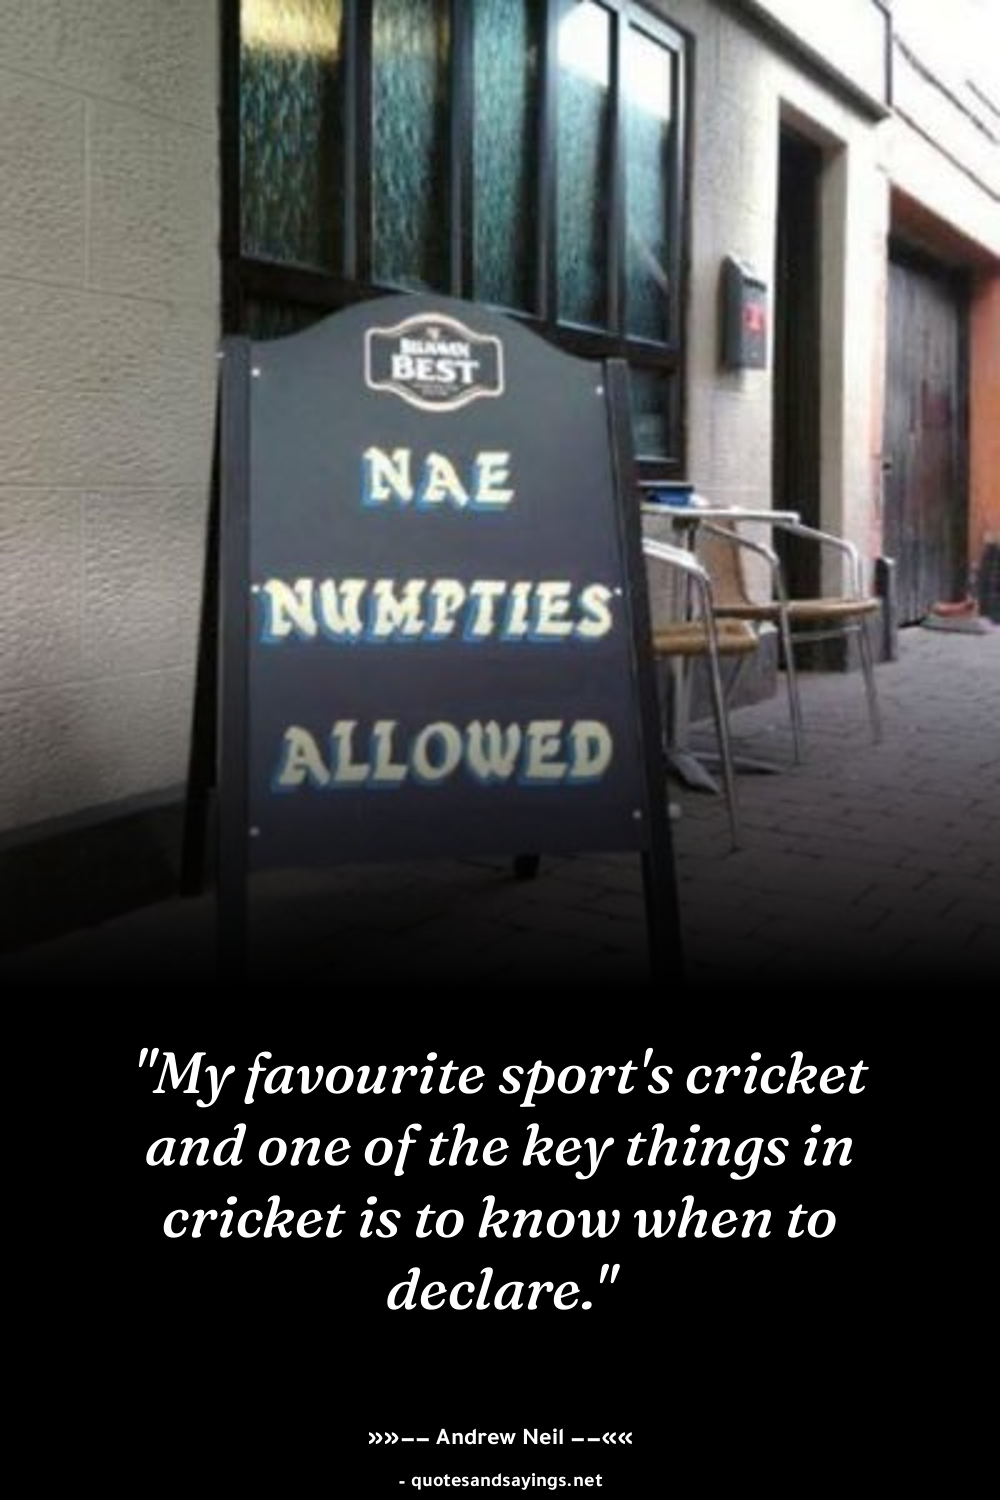 BEST
NAE
NUMPTIES
ALLOWED
"My favourite sport's cricket
and one of the key things in
cricket is to know when to
declare."
»»-- Andrew Neil --««
- quotesandsayings.net